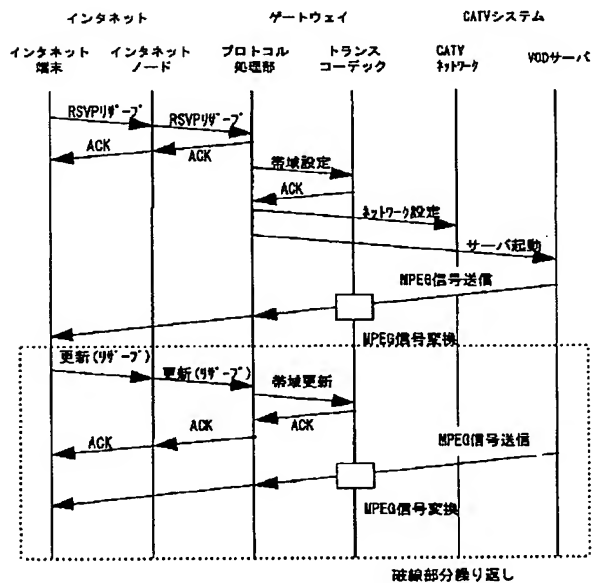 インタネット
ゲートウェイ
CATVシステム
インタネット
端末
インタネット
ノード
プロトコル
処理部
トランス
コーデック
CATV
ﾈｯﾄﾜｰｸ
VODサーバ
RSVPﾘｻﾞｰﾌﾞ
RSVPﾘｻﾞｰﾌﾞ
ACK
ACK
帯域設定
ACK
ﾈｯﾄﾜｰｸ設定
サーバ起動
MPEG信号送信
MPEG信号変換
更新(ﾘｻﾞｰﾌﾞ)
更新(ﾘｻﾞｰﾌﾞ)
帯域更新
ACK
ACK
ACK
MPEG信号送信
MPEG信号変換
破線部分繰り返し